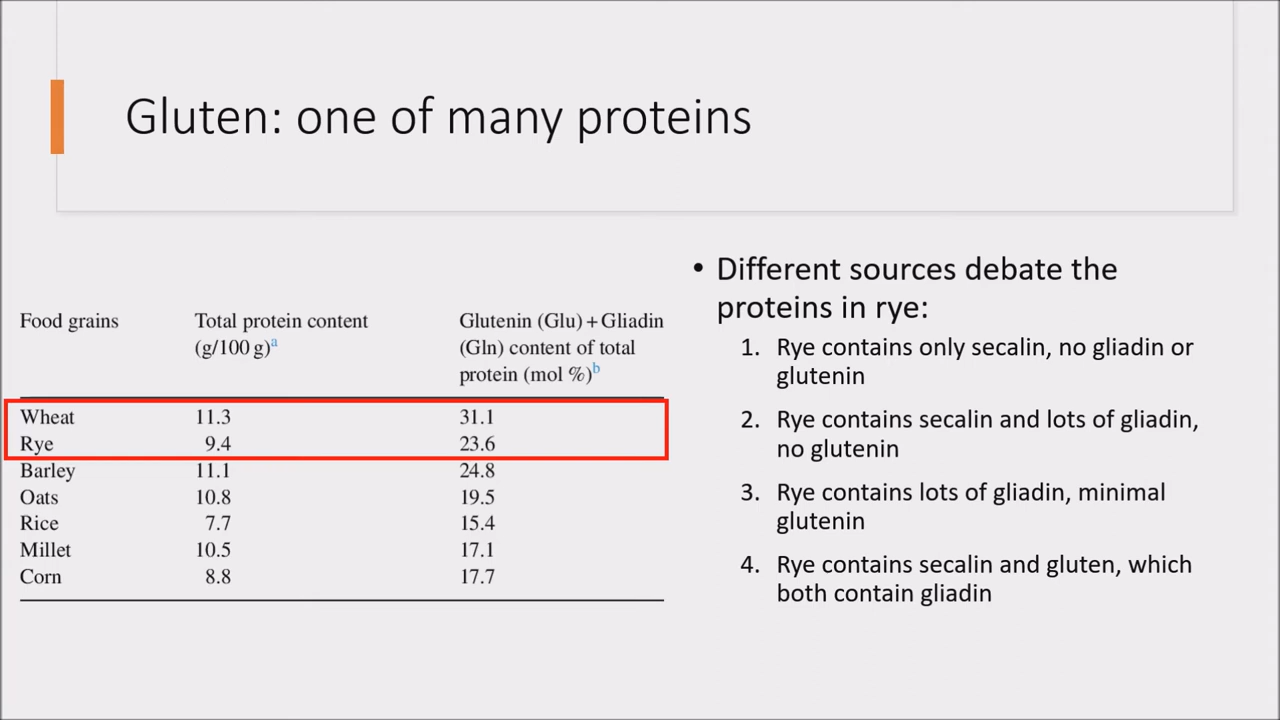 Gluten: one of many proteins
Food grains Total protein content Glutenin (Glu) + Gliadin
(g/100 g)a (Gln) content of total
protein (mol %)b
Wheat 11.3 31.1
Rye 9.4 23.6
Barley 11.1 24.8
Oats 10.8 19.5
Rice 7.7 15.4
Millet 10.5 17.1
Corn 8.8 17.7
• Different sources debate the
proteins in rye:
1. Rye contains only secalin, no gliadin or
glutenin
2. Rye contains secalin and lots of gliadin,
no glutenin
3. Rye contains lots of gliadin, minimal
glutenin
4. Rye contains secalin and gluten, which
both contain gliadin